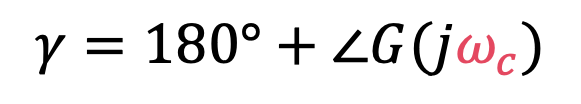 γ = 180° + ∠G(jω_c)